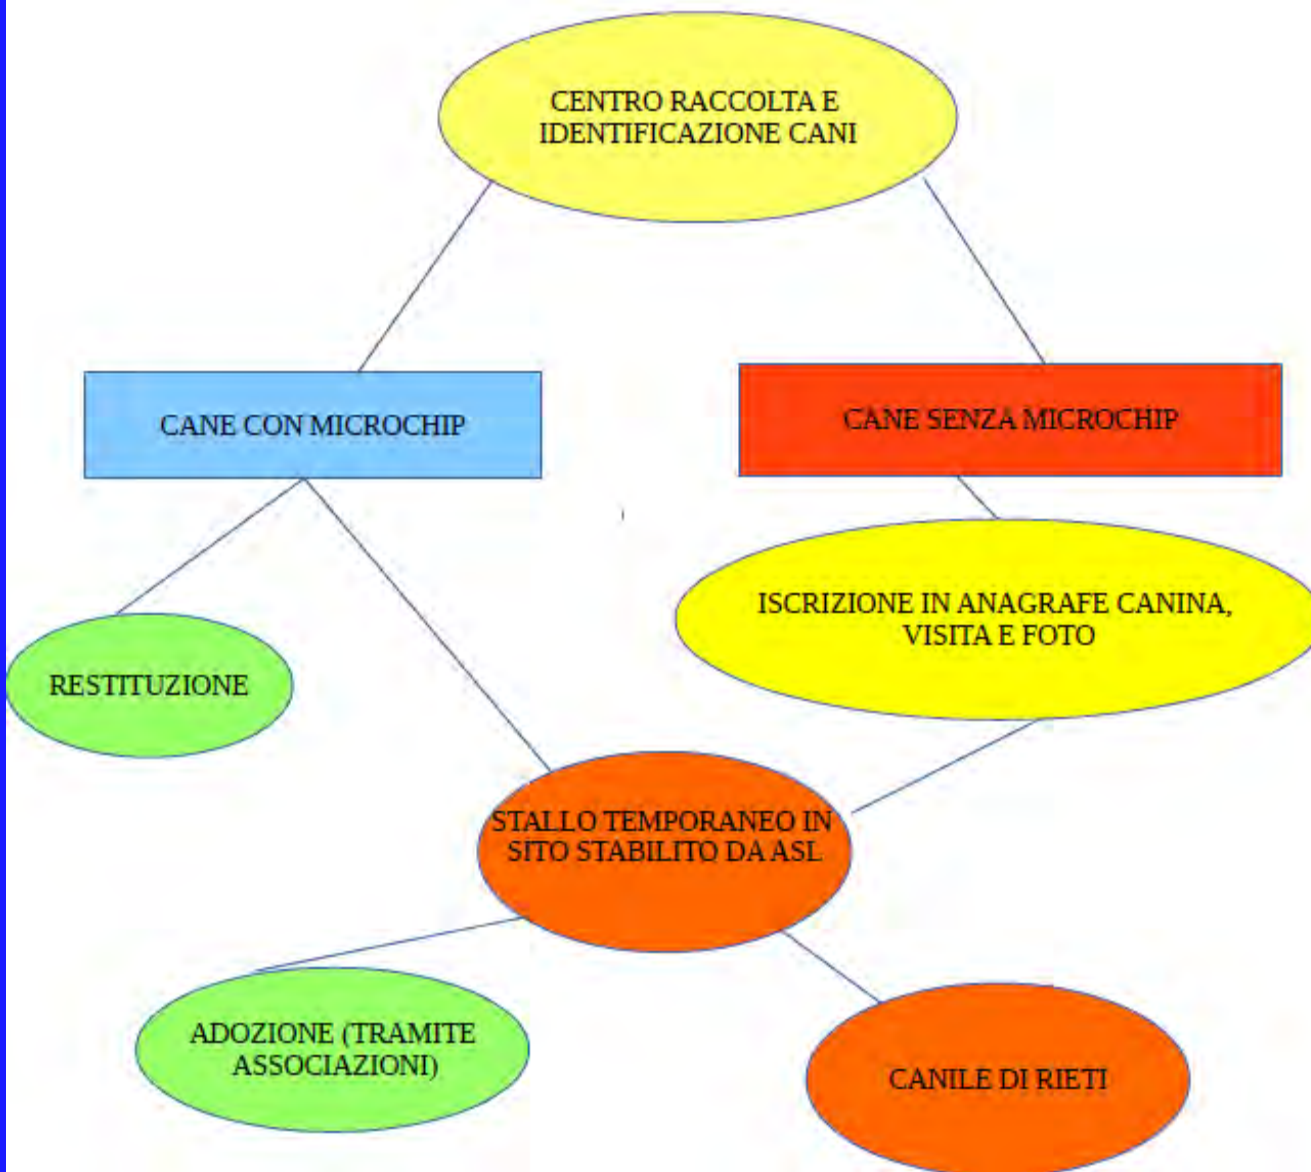 CENTRO RACCOLTA E
IDENTIFICAZIONE CANI
CANE CON MICROCHIP
CANE SENZA MICROCHIP
ISCRIZIONE IN ANAGRAFE CANINA,
VISITA E FOTO
RESTITUZIONE
STALLO TEMPORANEO IN
SITO STABILITO DA ASL
ADOZIONE (TRAMITE
ASSOCIAZIONI)
CANILE DI RIETI